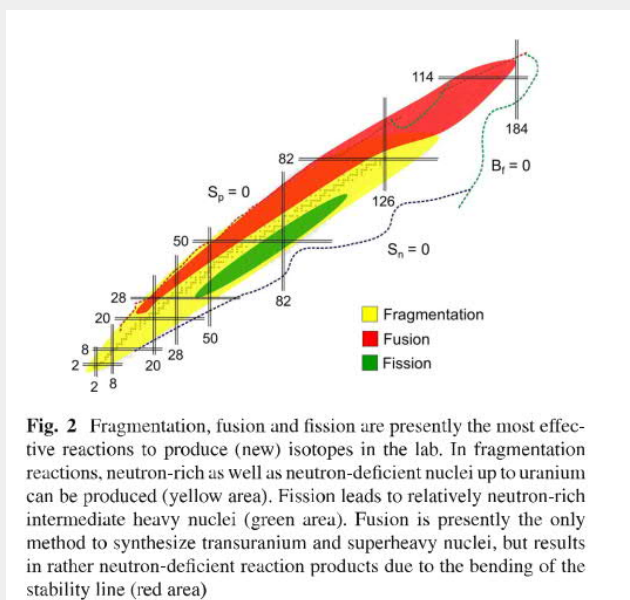 114
184
82
Bf = 0
Sp = 0
126
50
Sn = 0
28
82
20
Fragmentation
50
Fusion
8
28
2
20
Fission
2 8
Fig. 2 Fragmentation, fusion and fission are presently the most effec-
tive reactions to produce (new) isotopes in the lab. In fragmentation
reactions, neutron-rich as well as neutron-deficient nuclei up to uranium
can be produced (yellow area). Fission leads to relatively neutron-rich
intermediate heavy nuclei (green area). Fusion is presently the only
method to synthesize transuranium and superheavy nuclei, but results
in rather neutron-deficient reaction products due to the bending of the
stability line (red area)